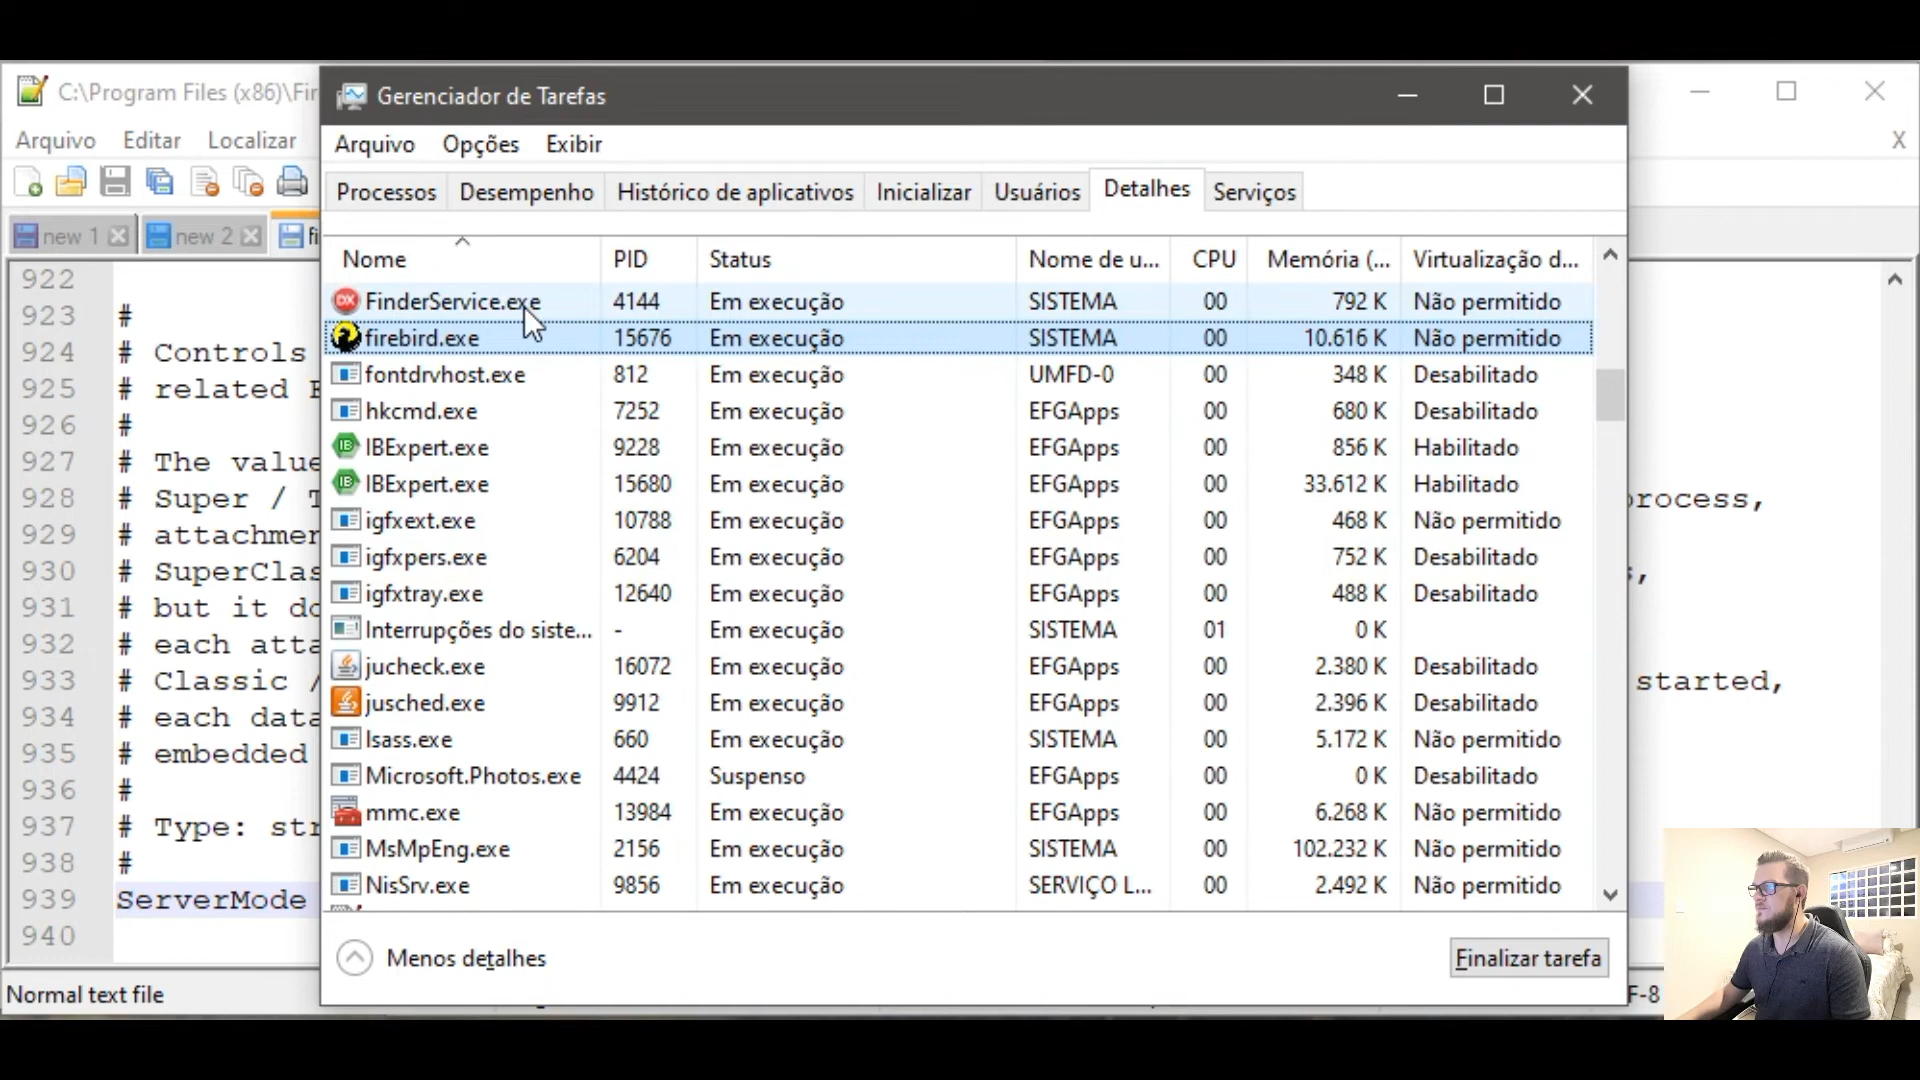 C:\Program Files (x86)\Fir
Gerenciador de Tarefas
Arquivo Editar Localizar
X
Arquivo Opções Exibir
Processos Desempenho Histórico de aplicativos Inicializar Usuários Detalhes Serviços
new 1 new 2 fi
Nome PID Status Nome de u... CPU Memória (... Virtualização d...
FinderService.exe 4144 Em execução SISTEMA 00 792 K Não permitido
firebird.exe 15676 Em execução SISTEMA 00 10.616 K Não permitido
fontdrvhost.exe 812 Em execução UMFD-0 00 348 K Desabilitado
hkcmd.exe 7252 Em execução EFGApps 00 680 K Desabilitado
IBExpert.exe 9228 Em execução EFGApps 00 856 K Habilitado
IBExpert.exe 15680 Em execução EFGApps 00 33.612 K Habilitado
igfxext.exe 10788 Em execução EFGApps 00 468 K Não permitido
igfxpers.exe 6204 Em execução EFGApps 00 752 K Desabilitado
igfxtray.exe 12640 Em execução EFGApps 00 488 K Desabilitado
Interrupções do siste... - Em execução SISTEMA 01 0 K
jucheck.exe 16072 Em execução EFGApps 00 2.380 K Desabilitado
jusched.exe 9912 Em execução EFGApps 00 2.396 K Desabilitado
lsass.exe 660 Em execução SISTEMA 00 5.172 K Não permitido
Microsoft.Photos.exe 4424 Suspenso EFGApps 00 0 K Desabilitado
mmc.exe 13984 Em execução EFGApps 00 6.268 K Não permitido
MsMpEng.exe 2156 Em execução SISTEMA 00 102.232 K Não permitido
NisSrv.exe 9856 Em execução SERVIÇO L... 00 2.492 K Não permitido
Menos detalhes
Finalizar tarefa
922
923 #
924 # Controls
925 # related
926 #
927 # The value
928 # Super / process,
929 # attachmen
930 # SuperClas ,
931 # but it do
932 # each atta
933 # Classic / started,
934 # each data
935 # embedded
936 #
937 # Type: str
938 #
939 ServerMode
940
Normal text file
F-8